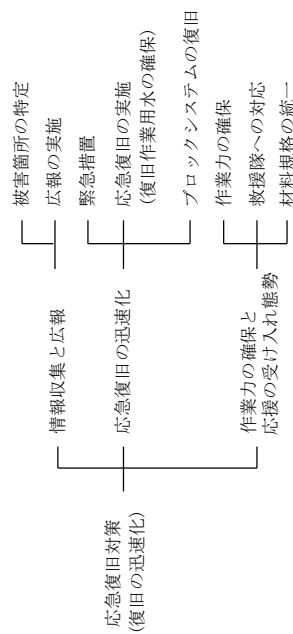 応急復旧対策
(復旧の迅速化)
情報収集と広報
被害箇所の特定
広報の実施
応急復旧の迅速化
緊急措置
応急復旧の実施
(復旧作業用水の確保)
ブロックシステムの復旧
作業力の確保と
応援の受け入れ態勢
作業力の確保
救援隊への対応
材料規格の統一